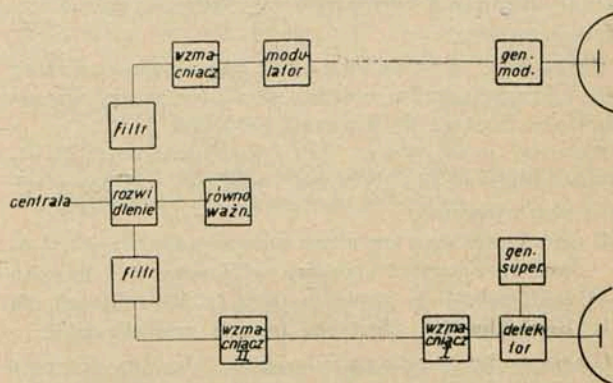 wzma-
cniacz
modu-
lator
gen.
mod.
filtr
centrala
rozwi
dlenie
równo
ważn.
filtr
gen.
super.
wzma-
cniacz
II
wzma-
cniacz
I
detek-
tor